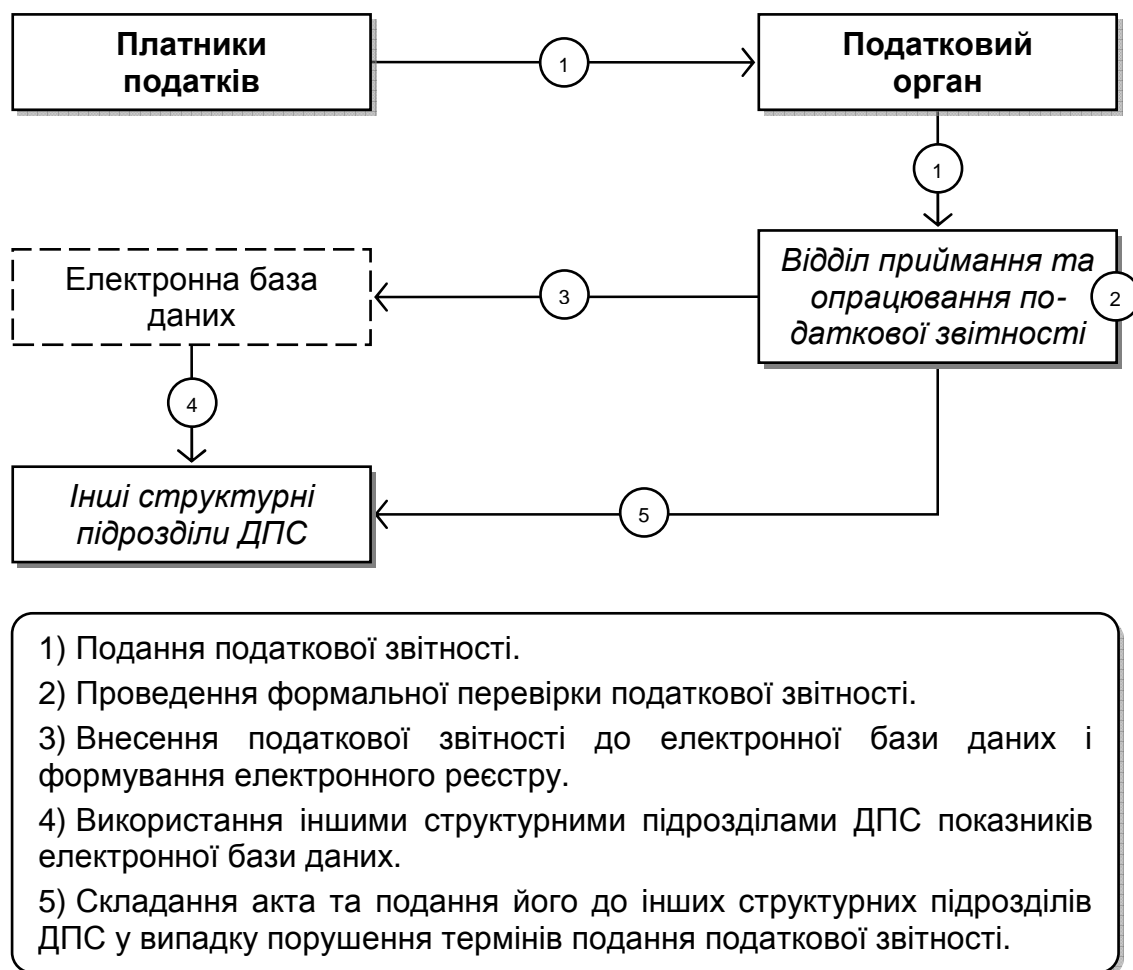 Платники
податків
1
Податковий
орган
1
Відділ приймання та
опрацювання по-
даткової звітності
2
3
Електронна база
даних
4
Інші структурні
підрозділи ДПС
5
1) Подання податкової звітності.
2) Проведення формальної перевірки податкової звітності.
3) Внесення податкової звітності до електронної бази даних і
формування електронного реєстру.
4) Використання іншими структурними підрозділами ДПС показників
електронної бази даних.
5) Складання акта та подання його до інших структурних підрозділів
ДПС у випадку порушення термінів подання податкової звітності.